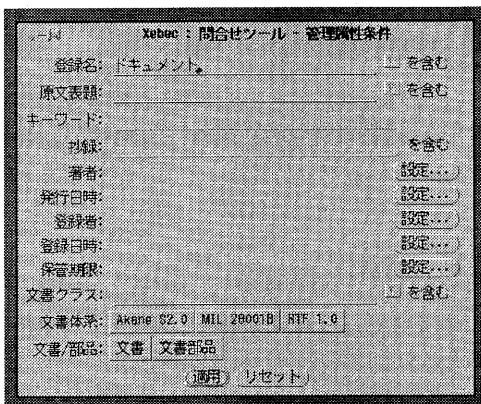 Xebec : 問合せツール - 管理属性条件
登録名: ドキュメント を含む
原文表題: を含む
キーワード:
抄録: を含む
著者: 設定...
発行日時: 設定...
登録者: 設定...
登録日時: 設定...
保管期限: 設定...
文書クラス: を含む
文書体系: Akane S2.0 MIL 28001B RTF 1.0
文書/部品: 文書 文書部品
適用 リセット